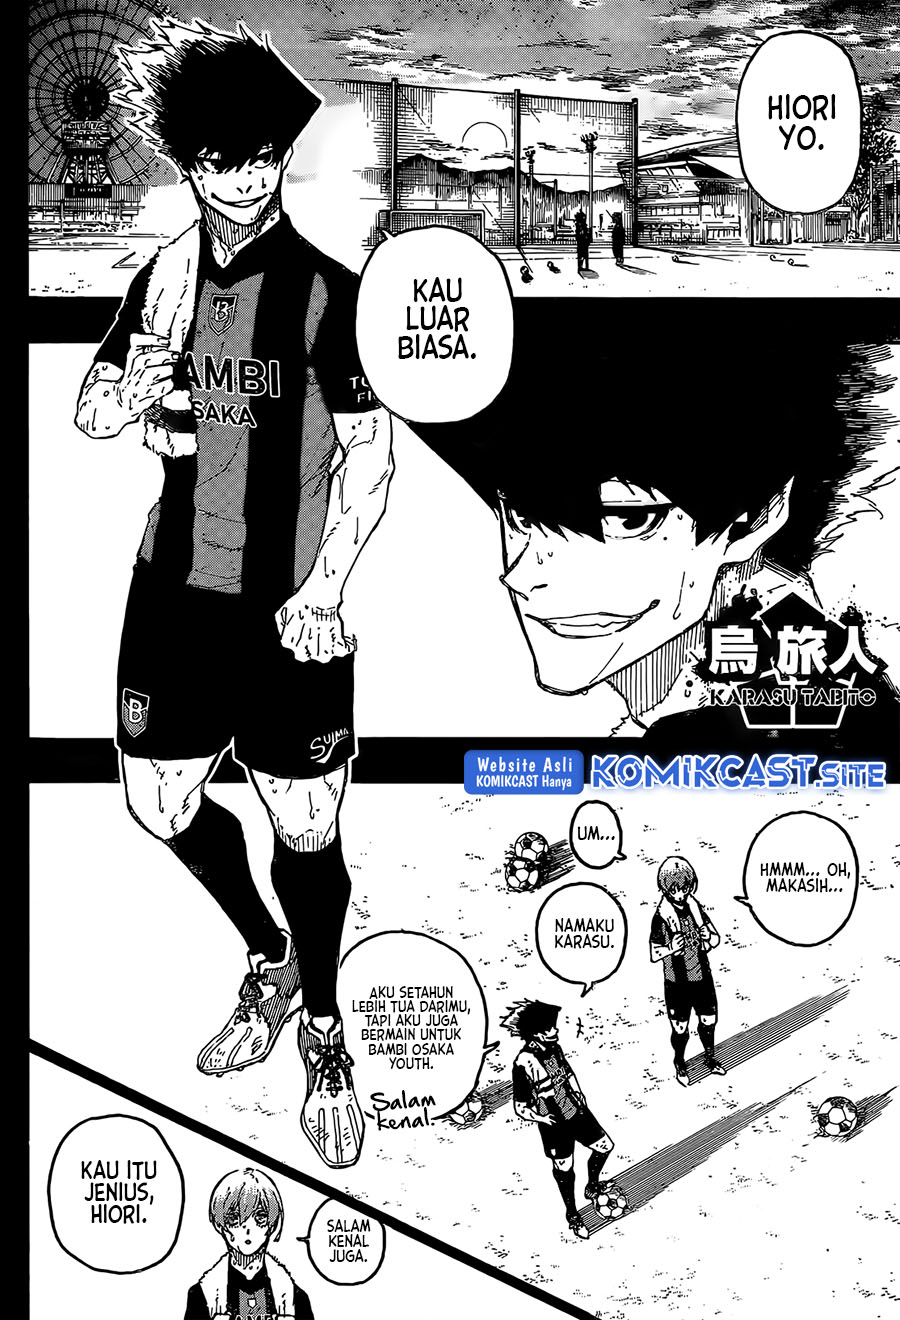 HIORI
YO.
KAU
LUAR
BIASA.
B
AMBI
SAKA
烏 旅人
KARASU TABITO
B
Website Asli
KOMIKCAST Hanya
KOMIKCAST.SITE
UM...
HMMM... OH,
MAKASIH...
NAMAKU
KARASU.
AKU SETAHUN
LEBIH TUA DARIMU,
TAPI AKU JUGA
BERMAIN UNTUK
BAMBI OSAKA
YOUTH.
Salam
kenal.
KAU ITU
JENIUS,
HIORI.
SALAM
KENAL
JUGA.